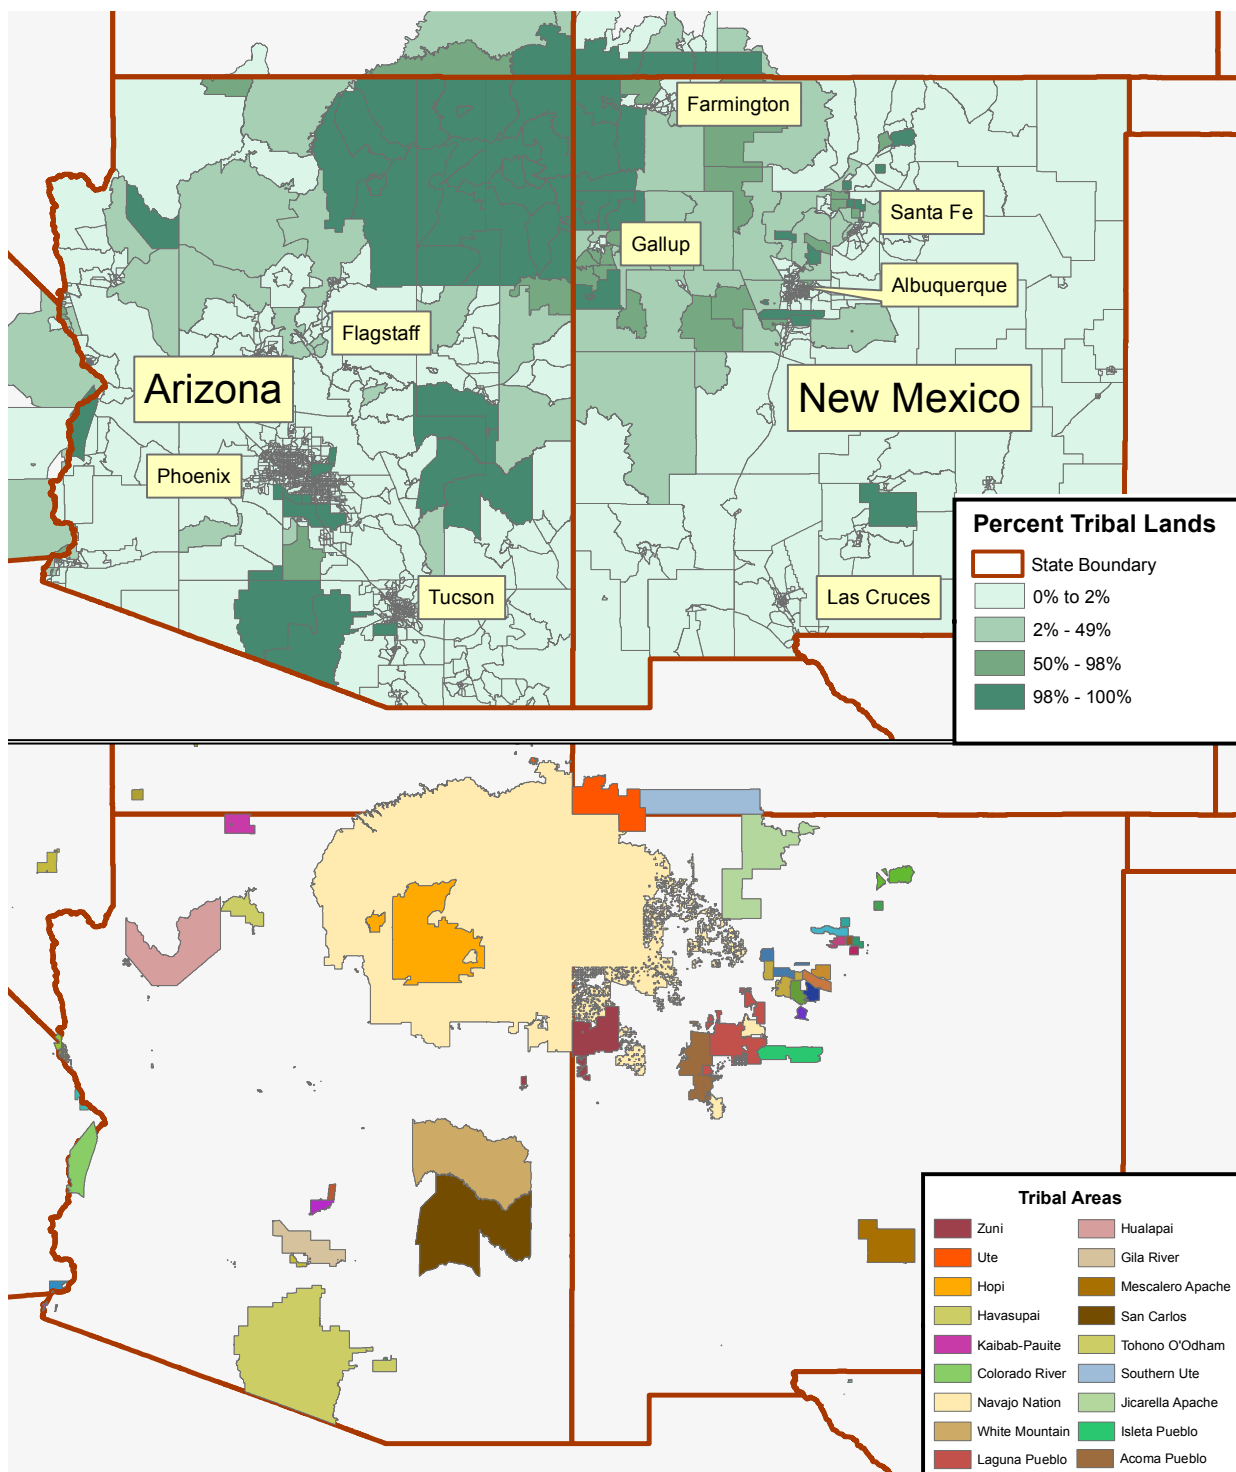 Farmington
Santa Fe
Gallup
Albuquerque
Flagstaff
Arizona
New Mexico
Phoenix
Tucson
Las Cruces
Percent Tribal Lands
State Boundary
0% to 2%
2% - 49%
50% - 98%
98% - 100%
Tribal Areas
Zuni
Hualapai
Ute
Gila River
Hopi
Mescalero Apache
Havasupai
San Carlos
Kaibab-Pauite
Tohono O'Odham
Colorado River
Southern Ute
Navajo Nation
Jicarella Apache
White Mountain
Isleta Pueblo
Laguna Pueblo
Acoma Pueblo